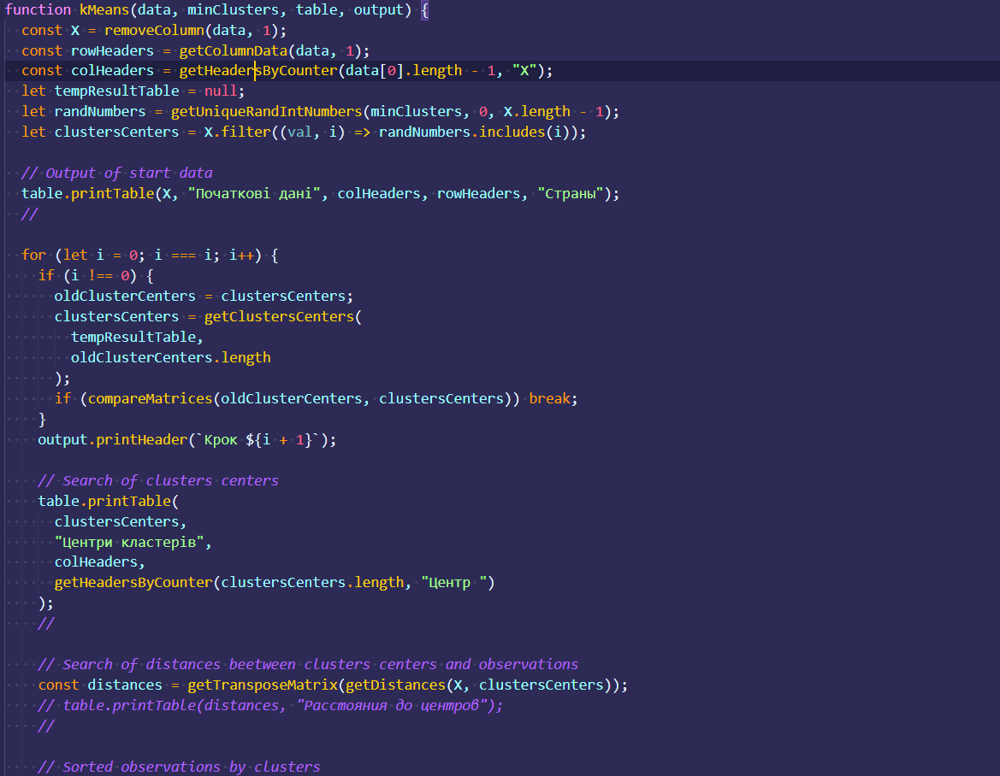 function kMeans(data, minClusters, table, output) {
  const X = removeColumn(data, 1);
  const rowHeaders = getColumnData(data, 1);
  const colHeaders = getHeadersByCounter(data[0].length - 1, "X");
  let tempResultTable = null;
  let randNumbers = getUniqueRandIntNumbers(minClusters, 0, X.length - 1);
  let clustersCenters = X.filter((val, i) => randNumbers.includes(i));

  // Output of start data
  table.printTable(X, "Початкові дані", colHeaders, rowHeaders, "Страны");
  //

  for (let i = 0; i === i; i++) {
    if (i !== 0) {
      oldClusterCenters = clustersCenters;
      clustersCenters = getClustersCenters(
        tempResultTable,
        oldClusterCenters.length
      );
      if (compareMatrices(oldClusterCenters, clustersCenters)) break;
    }
    output.printHeader(`Крок ${i + 1}`);

    // Search of clusters centers
    table.printTable(
      clustersCenters,
      "Центри кластерів",
      colHeaders,
      getHeadersByCounter(clustersCenters.length, "Центр ")
    );
    //

    // Search of distances beetween clusters centers and observations
    const distances = getTransposeMatrix(getDistances(X, clustersCenters));
    // table.printTable(distances, "Расстояния до центров");
    //

    // Sorted observations by clusters